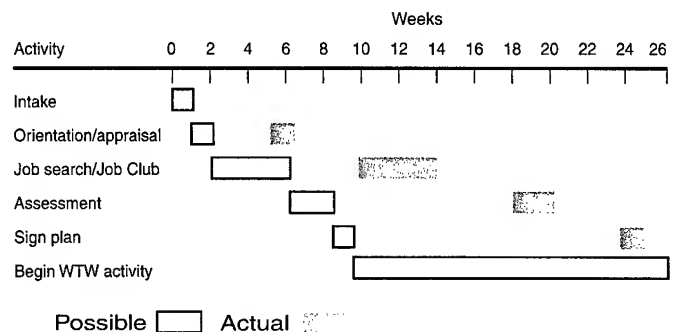 Weeks
Activity 0 2 4 6 8 10 12 14 16 18 20 22 24 26
Intake
Orientation/appraisal
Job search/Job Club
Assessment
Sign plan
Begin WTW activity
Possible Actual